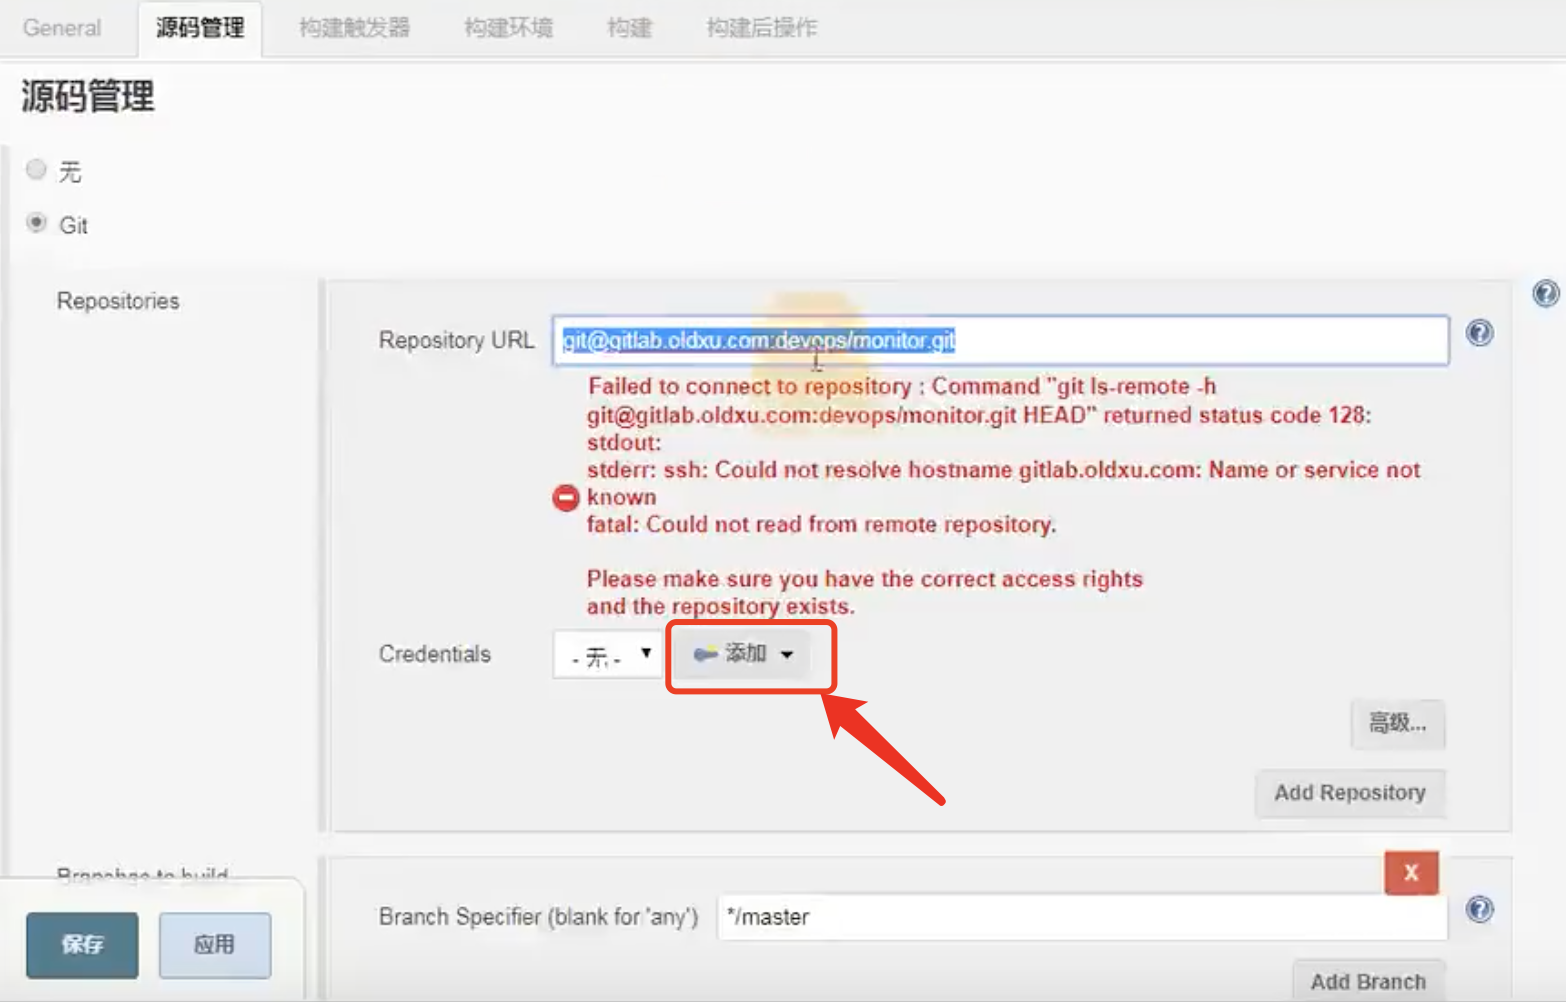 General 源码管理 构建触发器 构建环境 构建 构建后操作
源码管理
无
Git
Repositories
Repository URL git@gitlab.oldxu.com:devops/monitor.git
Failed to connect to repository : Command "git ls-remote -h
git@gitlab.oldxu.com:devops/monitor.git HEAD" returned status code 128:
stdout:
stderr: ssh: Could not resolve hostname gitlab.oldxu.com: Name or service not
known
fatal: Could not read from remote repository.
Please make sure you have the correct access rights
and the repository exists.
Credentials - 无 - 添加
高级...
Add Repository
Branches to build
X
Branch Specifier (blank for 'any') */master
保存 应用
Add Branch